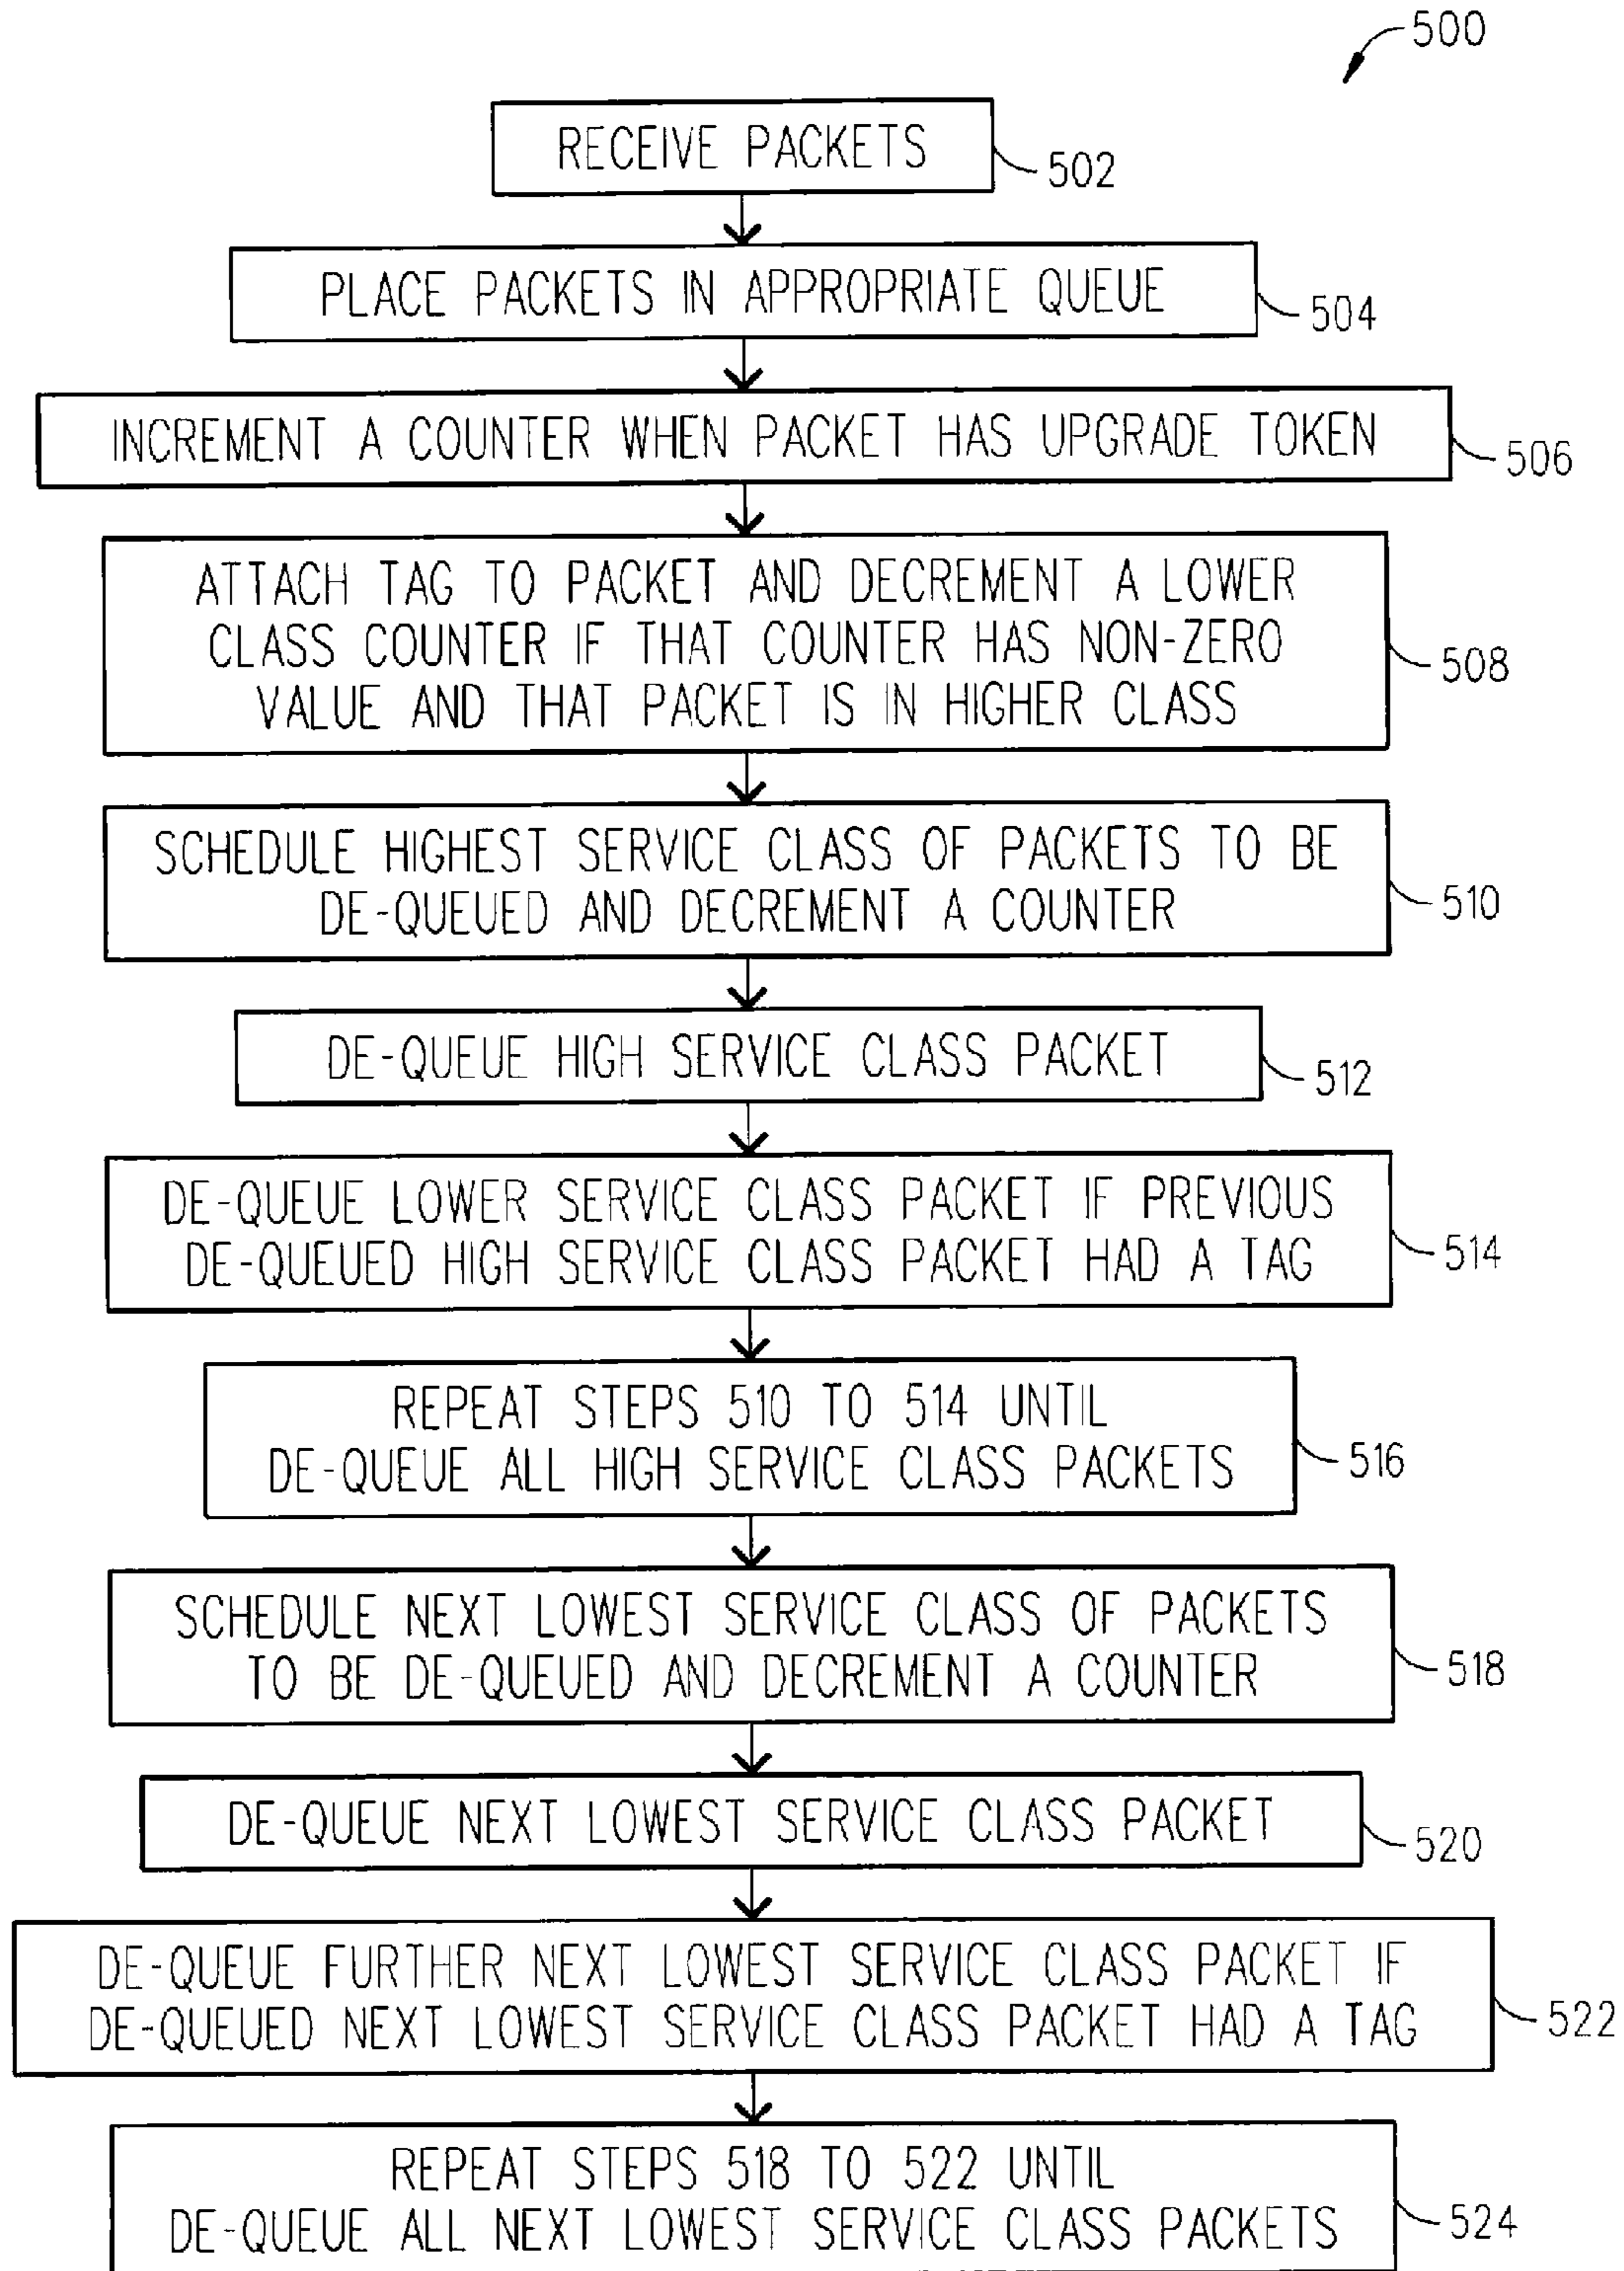 500
RECEIVE PACKETS
502
PLACE PACKETS IN APPROPRIATE QUEUE
504
INCREMENT A COUNTER WHEN PACKET HAS UPGRADE TOKEN
506
ATTACH TAG TO PACKET AND DECREMENT A LOWER
CLASS COUNTER IF THAT COUNTER HAS NON-ZERO
VALUE AND THAT PACKET IS IN HIGHER CLASS
508
SCHEDULE HIGHEST SERVICE CLASS OF PACKETS TO BE
DE-QUEUED AND DECREMENT A COUNTER
510
DE-QUEUE HIGH SERVICE CLASS PACKET
512
DE-QUEUE LOWER SERVICE CLASS PACKET IF PREVIOUS
DE-QUEUED HIGH SERVICE CLASS PACKET HAD A TAG
514
REPEAT STEPS 510 TO 514 UNTIL
DE-QUEUE ALL HIGH SERVICE CLASS PACKETS
516
SCHEDULE NEXT LOWEST SERVICE CLASS OF PACKETS
TO BE DE-QUEUED AND DECREMENT A COUNTER
518
DE-QUEUE NEXT LOWEST SERVICE CLASS PACKET
520
DE-QUEUE FURTHER NEXT LOWEST SERVICE CLASS PACKET IF
DE-QUEUED NEXT LOWEST SERVICE CLASS PACKET HAD A TAG
522
REPEAT STEPS 518 TO 522 UNTIL
DE-QUEUE ALL NEXT LOWEST SERVICE CLASS PACKETS
524